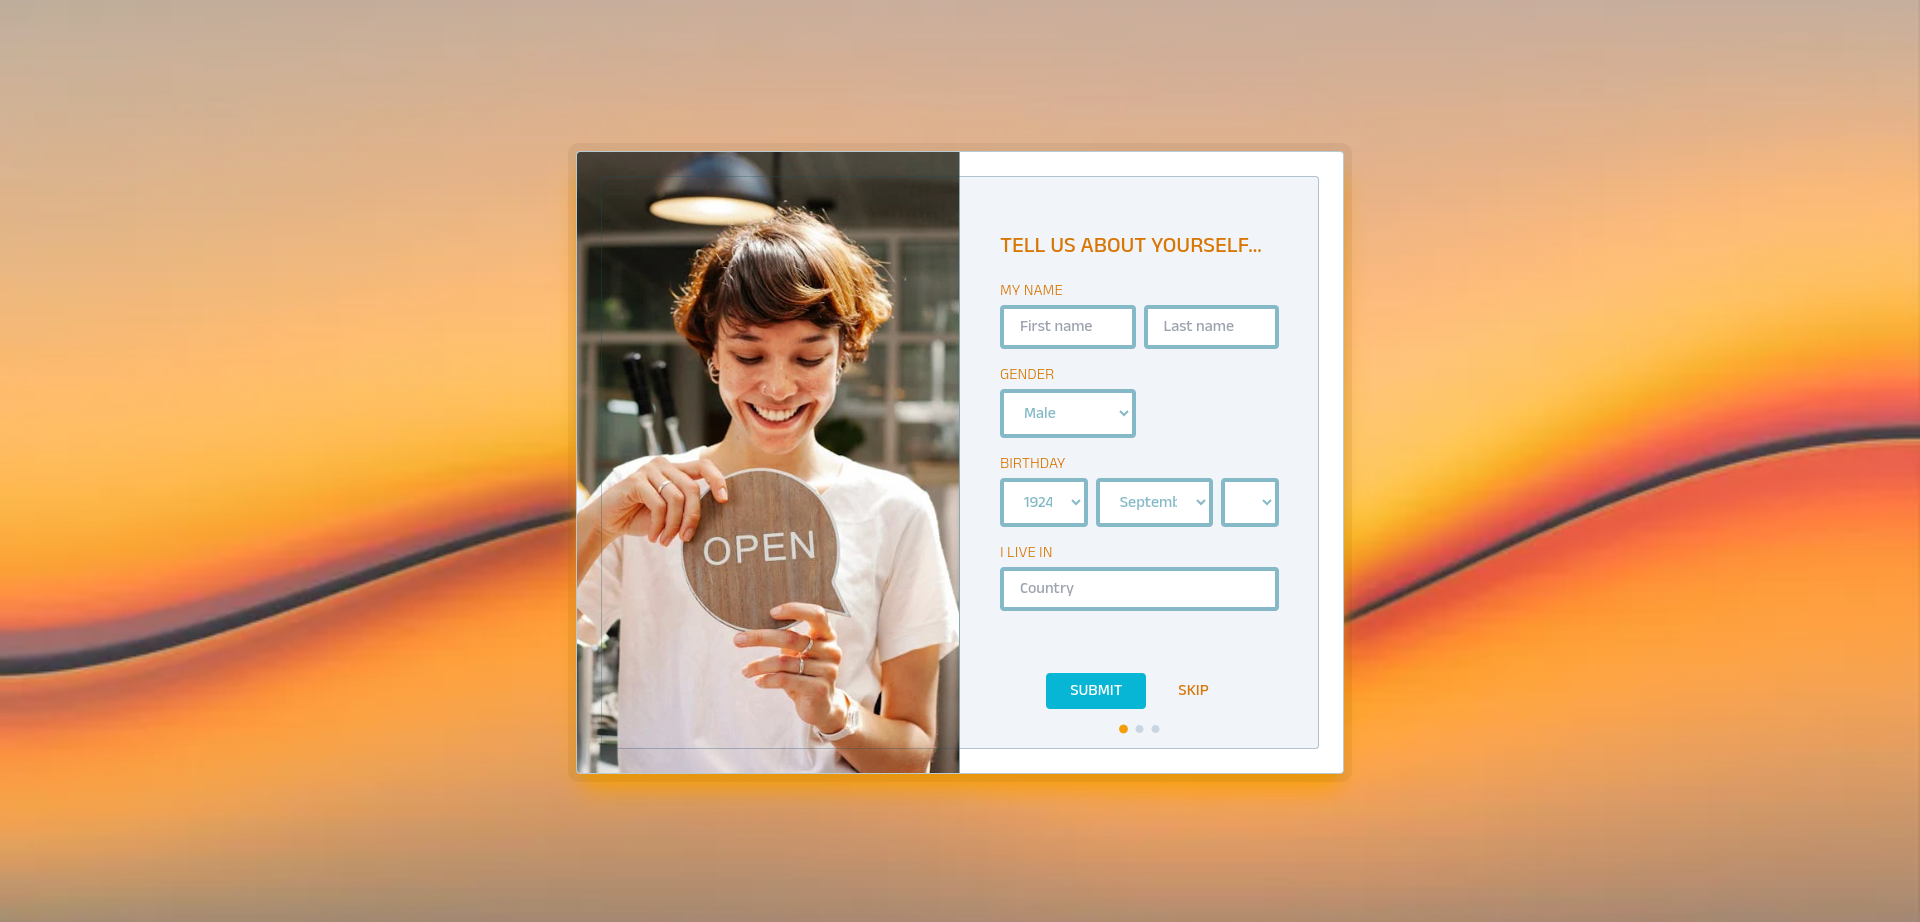 OPEN
TELL US ABOUT YOURSELF...
MY NAME
First name Last name
GENDER
Male
BIRTHDAY
1924 Septemb
I LIVE IN
Country
SUBMIT SKIP